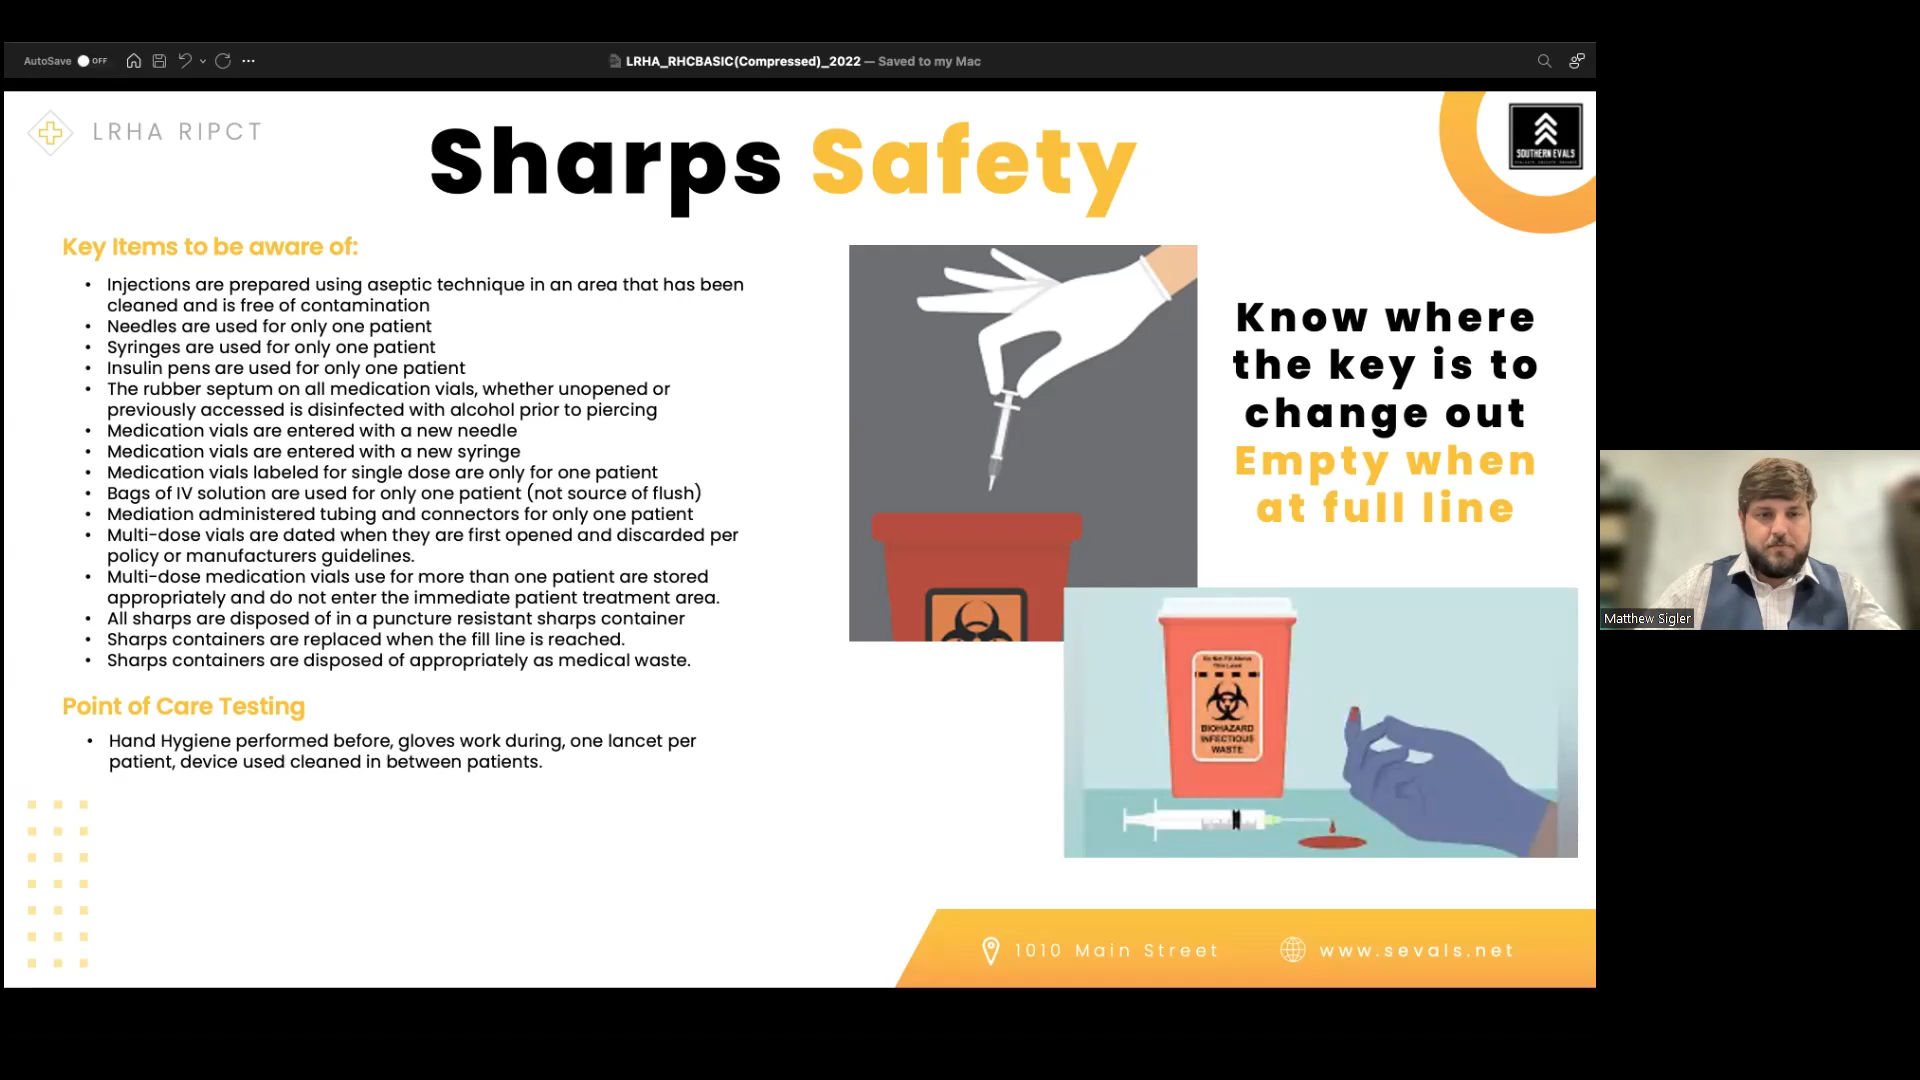 AutoSave OFF
LRHA_RHCBASIC(Compressed)_2022 — Saved to my Mac
LRHA RIPCT
Sharps Safety
SOUTHERN EVALS
Key Items to be aware of:
• Injections are prepared using aseptic technique in an area that has been
cleaned and is free of contamination
• Needles are used for only one patient
• Syringes are used for only one patient
• Insulin pens are used for only one patient
• The rubber septum on all medication vials, whether unopened or
previously accessed is disinfected with alcohol prior to piercing
• Medication vials are entered with a new needle
• Medication vials are entered with a new syringe
• Medication vials labeled for single dose are only for one patient
• Bags of IV solution are used for only one patient (not source of flush)
• Mediation administered tubing and connectors for only one patient
• Multi-dose vials are dated when they are first opened and discarded per
policy or manufacturers guidelines.
• Multi-dose medication vials use for more than one patient are stored
appropriately and do not enter the immediate patient treatment area.
• All sharps are disposed of in a puncture resistant sharps container
• Sharps containers are replaced when the fill line is reached.
• Sharps containers are disposed of appropriately as medical waste.
Point of Care Testing
• Hand Hygiene performed before, gloves work during, one lancet per
patient, device used cleaned in between patients.
Know where
the key is to
change out
Empty when
at full line
Do Not Fill Above
This Line
BIOHAZARD
INFECTIOUS
WASTE
1010 Main Street
www.sevals.net
Matthew Sigler